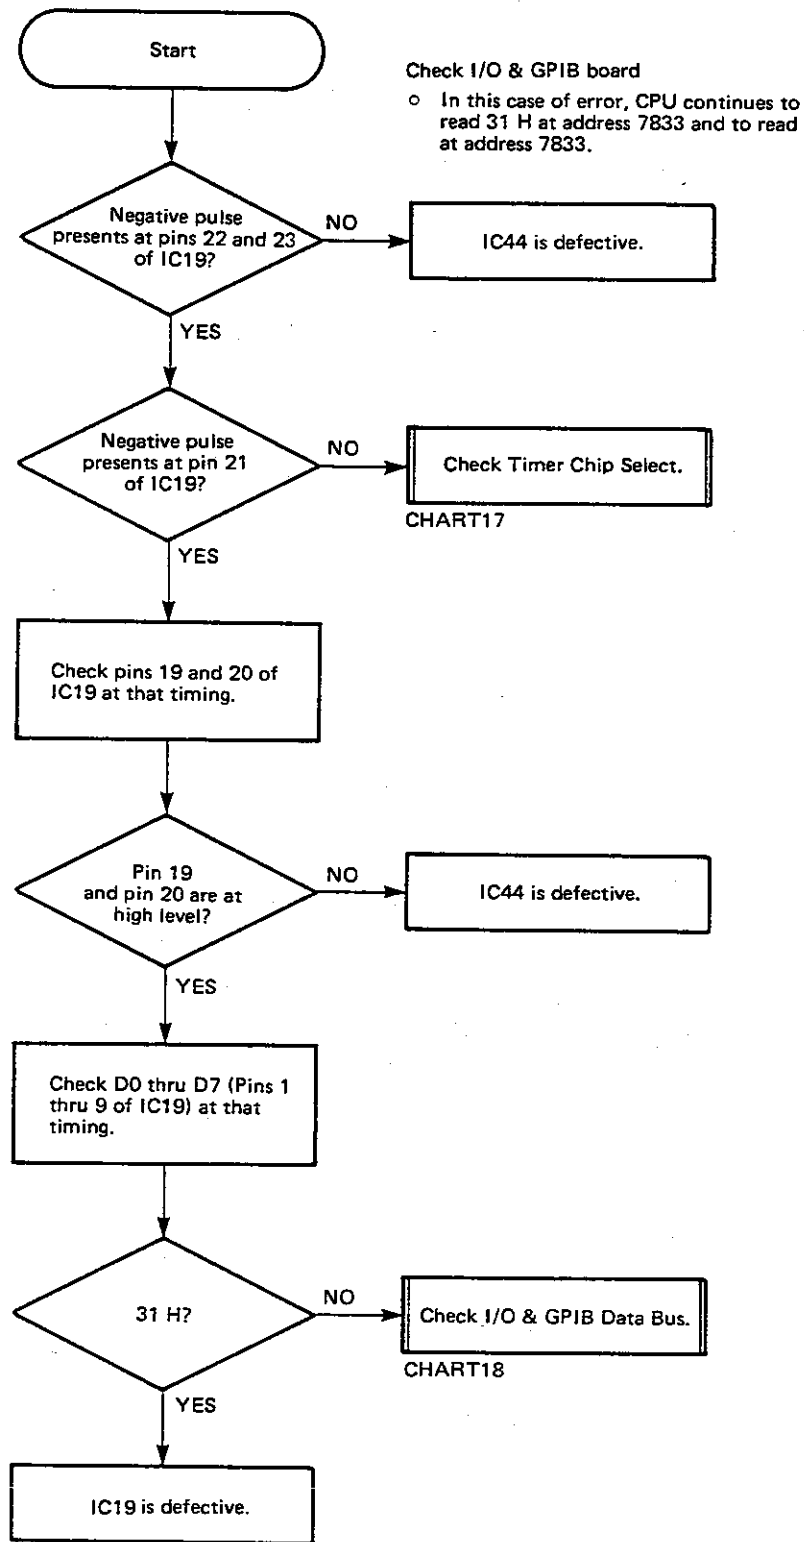 Start
Check I/O & GPIB board
○ In this case of error, CPU continues to
read 31 H at address 7833 and to read
at address 7833.
Negative pulse
presents at pins 22 and 23
of IC19?
NO
IC44 is defective.
YES
Negative pulse
presents at pin 21
of IC19?
NO
Check Timer Chip Select.
CHART17
YES
Check pins 19 and 20 of
IC19 at that timing.
Pin 19
and pin 20 are at
high level?
NO
IC44 is defective.
YES
Check D0 thru D7 (Pins 1
thru 9 of IC19) at that
timing.
31 H?
NO
Check I/O & GPIB Data Bus.
CHART18
YES
IC19 is defective.